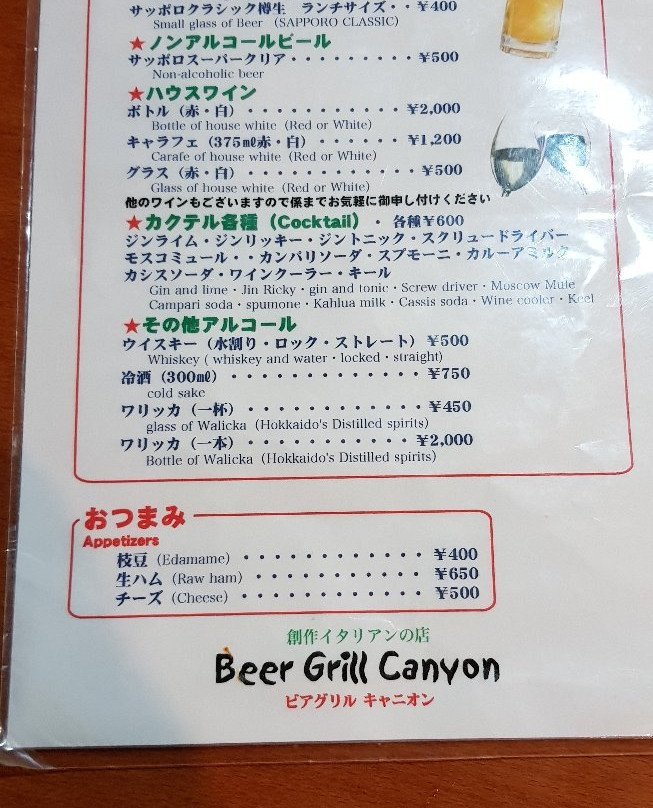 サッポロクラシック樽生 ランチサイズ・・¥400
Small glass of Beer （SAPPORO CLASSIC）
★ノンアルコールビール
サッポロスーパークリア・・・・・・・・・¥500
Non-alcoholic beer
★ハウスワイン
ボトル（赤・白）・・・・・・・・・・¥2,000
Bottle of house white（Red or White）
キャラフェ（375㎖赤・白）・・・・・・¥1,200
Carafe of house white（Red or White）
グラス（赤・白）・・・・・・・・・・・¥500
Glass of house white（Red or White）
他のワインもございますので係までお気軽に御申し付けください
★カクテル各種（Cocktail）・各種¥600
ジンライム・ジンリッキー・ジントニック・スクリュードライバー
モスコミュール・・カンパリソーダ・スプモーニ・カルーアミルク
カシスソーダ・ワインクーラー・キール
Gin and lime・Jin Ricky・gin and tonic・Screw driver・Moscow Mule
Campari soda・spumone・Kahlua milk・Cassis soda・Wine cooler・Keel
★その他アルコール
ウイスキー（水割り・ロック・ストレート）¥500
Whiskey ( whiskey and water・locked・straight)
冷酒（300㎖）・・・・・・・・・・・・¥750
cold sake
ワリッカ（一杯）・・・・・・・・・・・・¥450
glass of Walicka（Hokkaido's Distilled spirits）
ワリッカ（一本）・・・・・・・・・・・¥2,000
Bottle of Walicka（Hokkaido's Distilled spirits）
おつまみ
Appetizers
枝豆（Edamame）・・・・・・・・・・・¥400
生ハム（Raw ham）・・・・・・・・・・¥650
チーズ（Cheese）・・・・・・・・・・・¥500
創作イタリアンの店
Beer Grill Canyon
ビアグリル キャニオン